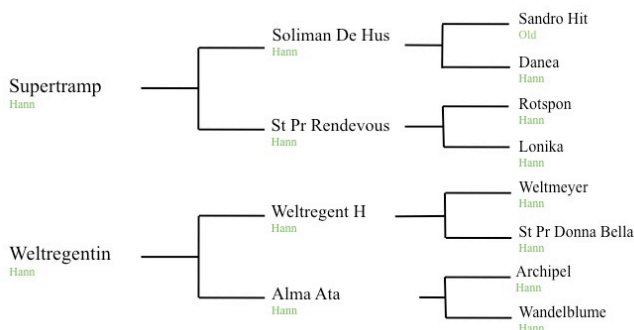 Sandro Hit
Old
Soliman De Hus
Hann
Danea
Hann
Supertramp
Hann
Rotspon
Hann
St Pr Rendevous
Hann
Lonika
Hann
Weltmeyer
Hann
Weltregent H
Hann
St Pr Donna Bella
Hann
Weltregentin
Hann
Archipel
Hann
Alma Ata
Hann
Wandelblume
Hann